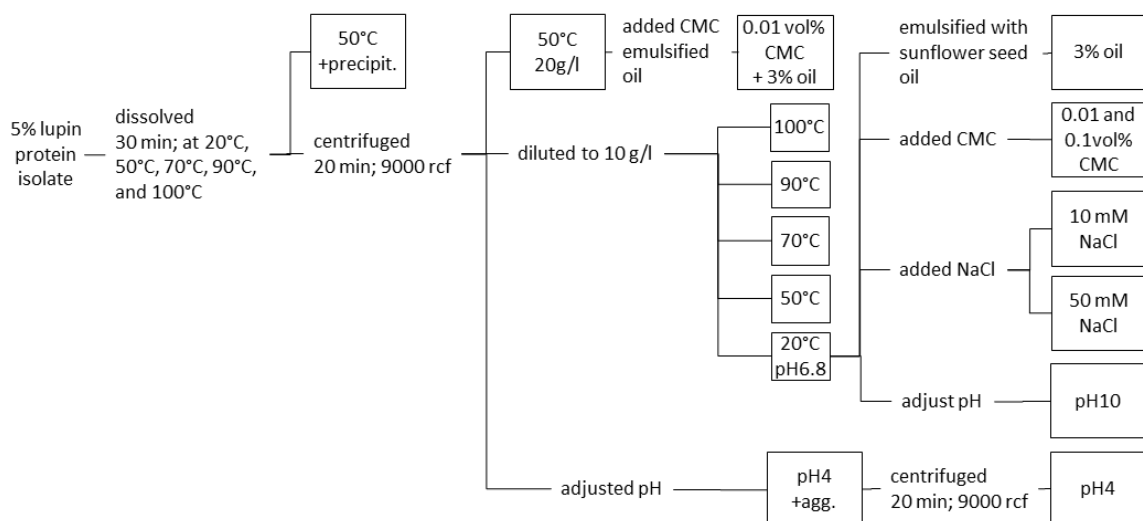 5% lupin
protein
isolate
dissolved
30 min; at 20°C,
50°C, 70°C, 90°C,
and 100°C
50°C
+precipit.
centrifuged
20 min; 9000 rcf
50°C
20g/l
added CMC
emulsified
oil
0.01 vol%
CMC
+ 3% oil
diluted to 10 g/l
100°C
90°C
70°C
50°C
20°C
pH6.8
emulsified with
sunflower seed
oil
3% oil
added CMC
0.01 and
0.1vol%
CMC
added NaCl
10 mM
NaCl
50 mM
NaCl
adjust pH
pH10
adjusted pH
pH4
+agg.
centrifuged
20 min; 9000 rcf
pH4